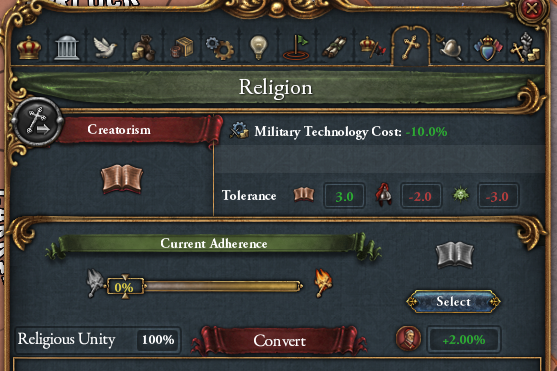 Religion
Creatorism
Military Technology Cost: -10.0%
Tolerance 3.0 -2.0 -3.0
Current Adherence
0%
Select
Religious Unity 100% Convert +2.00%